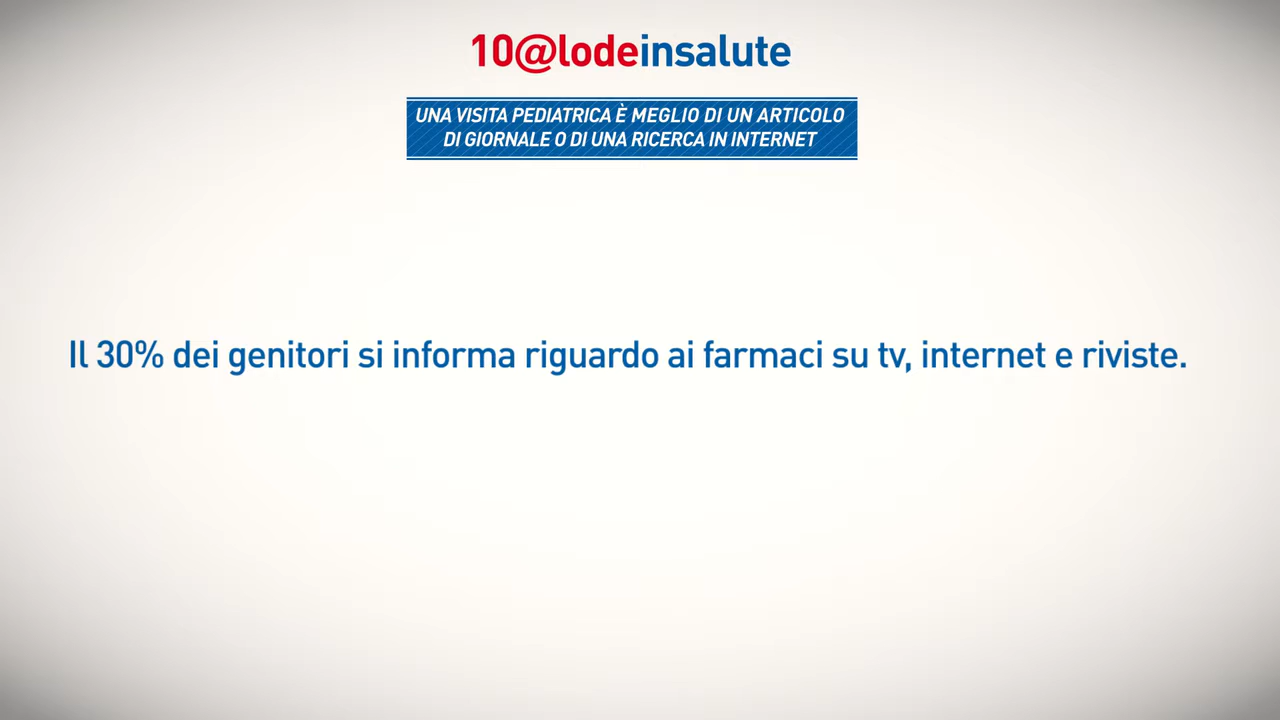 10@lodeinsalute
UNA VISITA PEDIATRICA È MEGLIO DI UN ARTICOLO
DI GIORNALE O DI UNA RICERCA IN INTERNET
Il 30% dei genitori si informa riguardo ai farmaci su tv, internet e riviste.